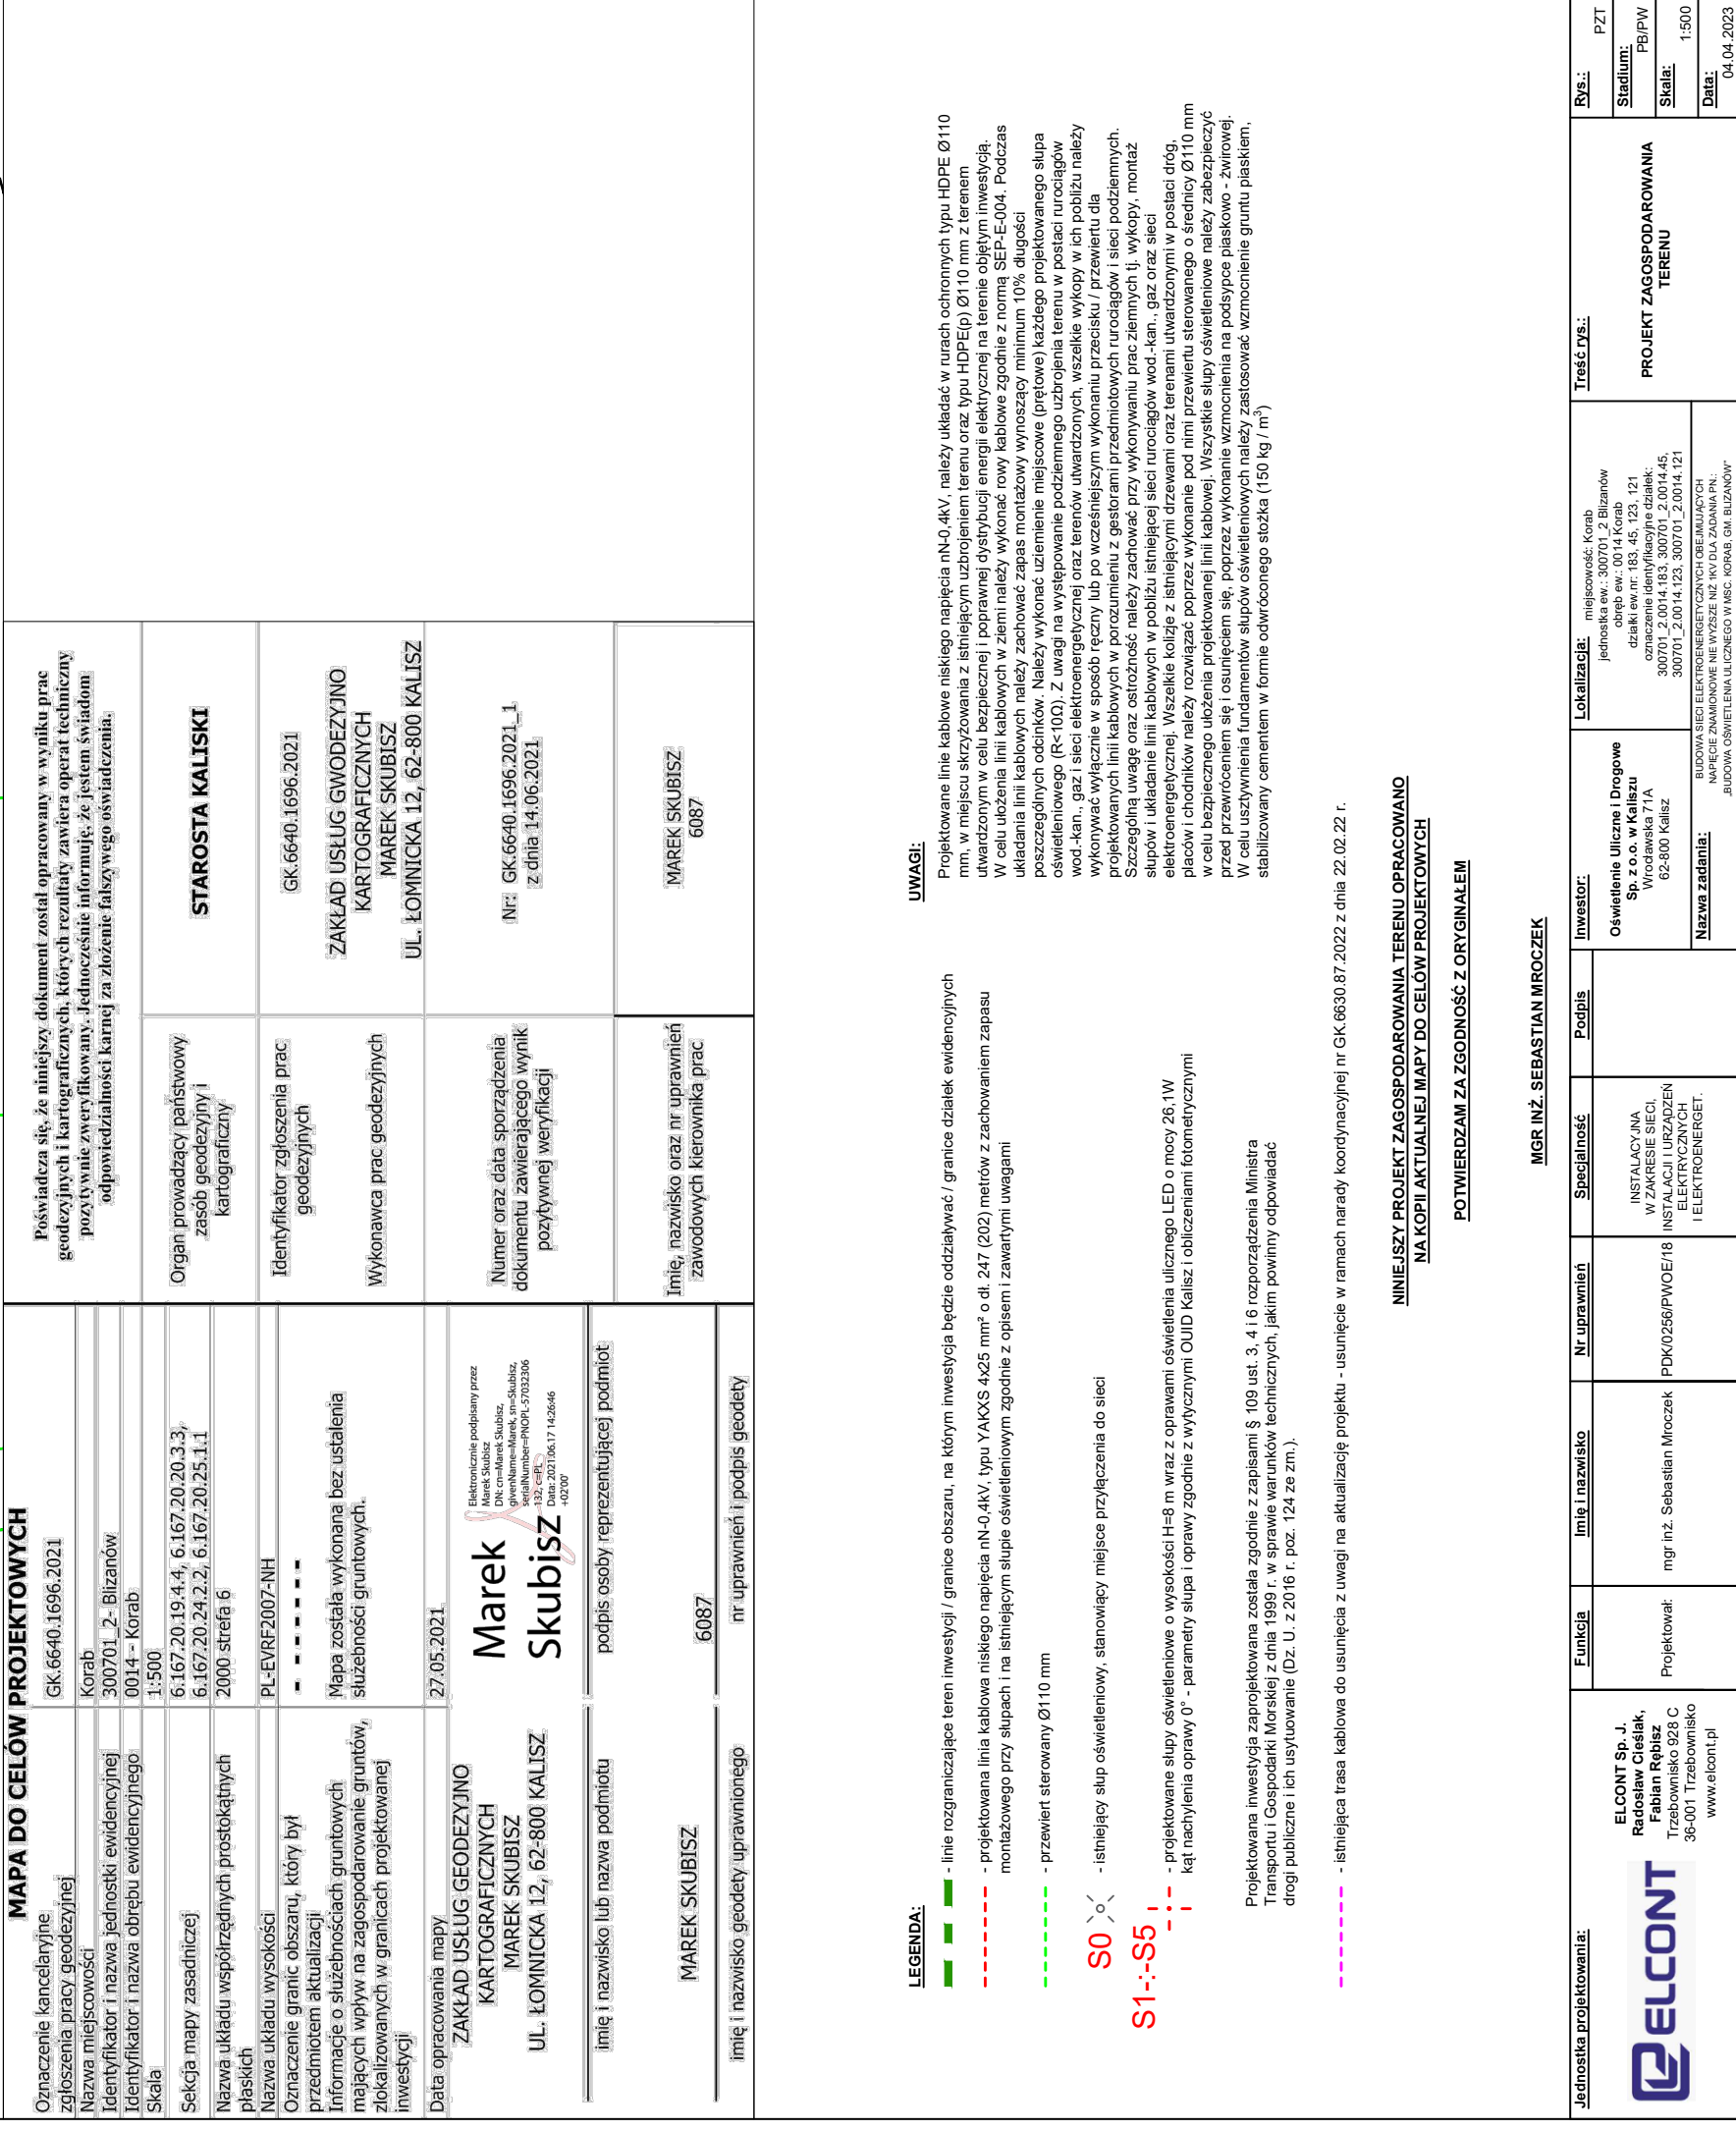 MAPA DO CELÓW PROJEKTOWYCH
Oznaczenie kancelaryjne
zgłoszenia pracy geodezyjnej
GK.6640.1696.2021
Nazwa miejscowości
Korab
Identyfikator i nazwa jednostki ewidencyjnej
300701_2- Blizanów
Identyfikator i nazwa obrębu ewidencyjnego
0014 - Korab
Skala
1:500
Sekcja mapy zasadniczej
6.167.20.19.4.4, 6.167.20.20.3.3,
6.167.20.24.2.2, 6.167.20.25.1.1
Nazwa układu współrzędnych prostokątnych
płaskich
2000 strefa 6
Nazwa układu wysokości
PL-EVRF2007-NH
Oznaczenie granic obszaru, który był
przedmiotem aktualizacji
Informacje o służebnościach gruntowych
mających wpływ na zagospodarowanie gruntów,
zlokalizowanych w granicach projektowanej
inwestycji
Mapa została wykonana bez ustalenia
służebności gruntowych.
Data opracowania mapy
27.05.2021
ZAKŁAD USŁUG GEODEZYJNO
KARTOGRAFICZNYCH
MAREK SKUBISZ
UL. ŁOMNICKA 12, 62-800 KALISZ
Marek
Skubisz
Elektronicznie podpisany przez
Marek Skubisz
DN: cn=Marek Skubisz,
givenName=Marek, sn=Skubisz,
serialNumber=PNOPL-57032306
132, c=PL
Data: 2021.06.17 14:26:46
+02'00'
imię i nazwisko lub nazwa podmiotu
podpis osoby reprezentującej podmiot
MAREK SKUBISZ
6087
imię i nazwisko geodety uprawnionego
nr uprawnień i podpis geodety
Poświadcza się, że niniejszy dokument został opracowany w wyniku prac
geodezyjnych i kartograficznych, których rezultaty zawiera operat techniczny
pozytywnie zweryfikowany. Jednocześnie informuję, że jestem świadom
odpowiedzialności karnej za złożenie fałszywego oświadczenia.
Organ prowadzący państwowy
zasób geodezyjny i
kartograficzny
STAROSTA KALISKI
Identyfikator zgłoszenia prac
geodezyjnych
GK.6640.1696.2021
Wykonawca prac geodezyjnych
ZAKŁAD USŁUG GWODEZYJNO
KARTOGRAFICZNYCH
MAREK SKUBISZ
UL. ŁOMNICKA 12, 62-800 KALISZ
Numer oraz data sporządzenia
dokumentu zawierającego wynik
pozytywnej weryfikacji
Nr: GK.6640.1696.2021_1
z dnia 14.06.2021
Imię, nazwisko oraz nr uprawnień
zawodowych kierownika prac
MAREK SKUBISZ
6087
LEGENDA:
- linie rozgraniczające teren inwestycji / granice obszaru, na którym inwestycja będzie oddziaływać / granice działek ewidencyjnych
- projektowana linia kablowa niskiego napięcia nN-0,4kV, typu YAKXS 4x25 mm² o dł. 247 (202) metrów z zachowaniem zapasu
montażowego przy słupach i na istniejącym słupie oświetleniowym zgodnie z opisem i zawartymi uwagami
- przewiert sterowany Ø110 mm
S0 - istniejący słup oświetleniowy, stanowiący miejsce przyłączenia do sieci
S1-:-S5 - projektowane słupy oświetleniowe o wysokości H=8 m wraz z oprawami oświetlenia ulicznego LED o mocy 26,1W
kąt nachylenia oprawy 0° - parametry słupa i oprawy zgodnie z wytycznymi OUID Kalisz i obliczeniami fotometrycznymi
Projektowana inwestycja zaprojektowana została zgodnie z zapisami § 109 ust. 3, 4 i 6 rozporządzenia Ministra
Transportu i Gospodarki Morskiej z dnia 1999 r. w sprawie warunków technicznych, jakim powinny odpowiadać
drogi publiczne i ich usytuowanie (Dz. U. z 2016 r. poz. 124 ze zm.).
- istniejąca trasa kablowa do usunięcia z uwagi na aktualizację projektu - usunięcie w ramach narady koordynacyjnej nr GK.6630.87.2022 z dnia 22.02.22 r.
UWAGI:
Projektowane linie kablowe niskiego napięcia nN-0,4kV, należy układać w rurach ochronnych typu HDPE Ø110
mm, w miejscu skrzyżowania z istniejącym uzbrojeniem terenu oraz typu HDPE(p) Ø110 mm z terenem
utwardzonym w celu bezpiecznej i poprawnej dystrybucji energii elektrycznej na terenie objętym inwestycją.
W celu ułożenia linii kablowych w ziemi należy wykonać rowy kablowe zgodnie z normą SEP-E-004. Podczas
układania linii kablowych należy zachować zapas montażowy wynoszący minimum 10% długości
poszczególnych odcinków. Należy wykonać uziemienie miejscowe (prętowe) każdego projektowanego słupa
oświetleniowego (R<10Ω). Z uwagi na występowanie podziemnego uzbrojenia terenu w postaci rurociągów
wod.-kan., gaz i sieci elektroenergetycznej oraz terenów utwardzonych, wszelkie wykopy w ich pobliżu należy
wykonywać wyłącznie w sposób ręczny lub po wcześniejszym wykonaniu przecisku / przewiertu dla
projektowanych linii kablowych w porozumieniu z gestorami przedmiotowych rurociągów i sieci podziemnych.
Szczególną uwagę oraz ostrożność należy zachować przy wykonywaniu prac ziemnych tj. wykopy, montaż
słupów i układanie linii kablowych w pobliżu istniejącej sieci rurociągów wod.-kan., gaz oraz sieci
elektroenergetycznej. Wszelkie kolizje z istniejącymi drzewami oraz terenami utwardzonymi w postaci dróg,
placów i chodników należy rozwiązać poprzez wykonanie pod nimi przewiertu sterowanego o średnicy Ø110 mm
w celu bezpiecznego ułożenia projektowanej linii kablowej. Wszystkie słupy oświetleniowe należy zabezpieczyć
przed przewróceniem się i osunięciem się, poprzez wykonanie wzmocnienia na podsypce piaskowo - żwirowej.
W celu usztywnienia fundamentów słupów oświetleniowych należy zastosować wzmocnienie gruntu piaskiem,
stabilizowany cementem w formie odwróconego stożka (150 kg / m³)
NINIEJSZY PROJEKT ZAGOSPODAROWANIA TERENU OPRACOWANO
NA KOPII AKTUALNEJ MAPY DO CELÓW PROJEKTOWYCH
POTWIERDZAM ZA ZGODNOŚĆ Z ORYGINAŁEM
MGR INŻ. SEBASTIAN MROCZEK
Jednostka projektowania:
ELCONT
ELCONT Sp. J.
Radosław Cieślak,
Fabian Rębisz
Trzebownisko 928 C
36-001 Trzebownisko
www.elcont.pl
Funkcja
Projektował:
Imię i nazwisko
mgr inż. Sebastian Mroczek
Nr uprawnień
PDK/0256/PWOE/18
Specjalność
INSTALACYJNA
W ZAKRESIE SIECI,
INSTALACJI I URZĄDZEŃ
ELEKTRYCZNYCH
I ELEKTROENERGET.
Podpis
Inwestor:
Oświetlenie Uliczne i Drogowe
Sp. z o.o. w Kaliszu
Wrocławska 71A
62-800 Kalisz
Lokalizacja:
miejscowość: Korab
jednostka ew.: 300701_2 Blizanów
obręb ew.: 0014 Korab
działki ew.nr: 183, 45, 123, 121
oznaczenie identyfikacyjne działek:
300701_2.0014.183, 300701_2.0014.45,
300701_2.0014.123, 300701_2.0014.121
Nazwa zadania:
BUDOWA SIECI ELEKTROENERGETYCZNYCH OBEJMUJĄCYCH
NAPIĘCIE ZNAMIONOWE NIE WYŻSZE NIŻ 1KV DLA ZADANIA PN.:
„BUDOWA OŚWIETLENIA ULICZNEGO W MSC. KORAB, GM. BLIZANÓW"
Treść rys.:
PROJEKT ZAGOSPODAROWANIA
TERENU
Rys.:
PZT
Stadium:
PB/PW
Skala:
1:500
Data:
04.04.2023